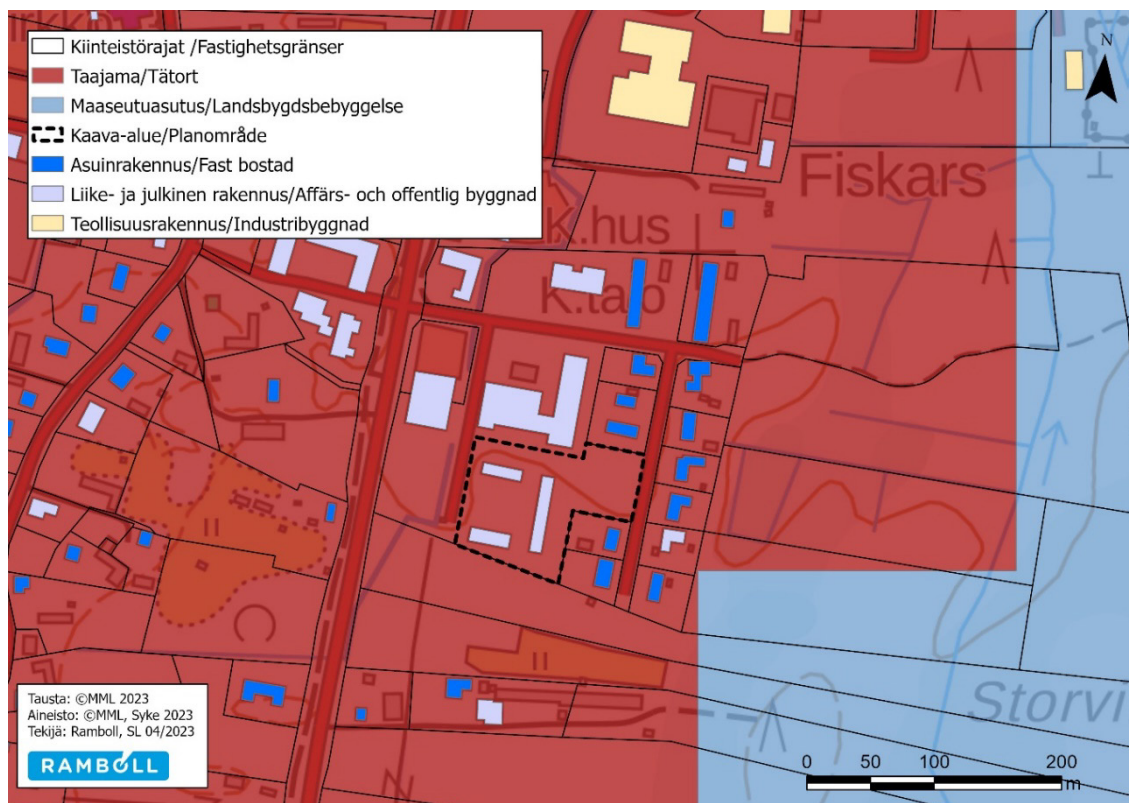 Kiinteistörajat /Fastighetsgränser
Taajama/Tätort
Maaseutuasutus/Landsbygdsbebyggelse
Kaava-alue/Planområde
Asuinrakennus/Fast bostad
Liike- ja julkinen rakennus/Affärs- och offentlig byggnad
Teollisuusrakennus/Industribyggnad
N
Fiskars
K.hus
K.talo
Storvi
Tausta: ©MML 2023
Aineisto: ©MML, Syke 2023
Tekijä: Ramboll, SL 04/2023
RAMBOLL
0 50 100 200
m